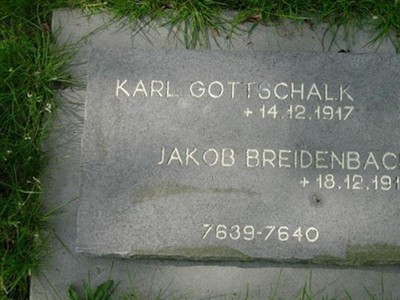 KARL GOTTSCHALK
+ 14.12.1917
JAKOB BREIDENBAC
+ 18.12.191
7639-7640